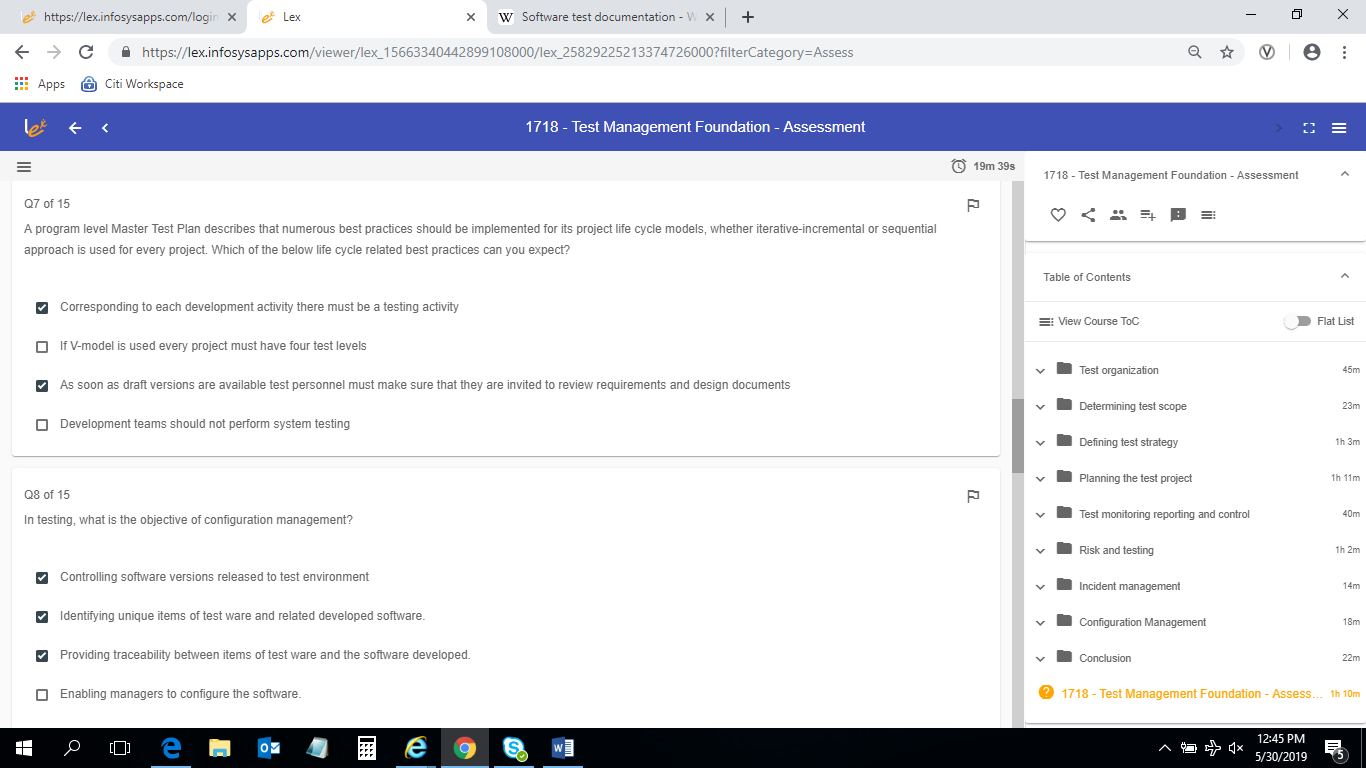 https://lex.infosysapps.com/login
Lex
Software test documentation - W
https://lex.infosysapps.com/viewer/lex_15663340442899108000/lex_25829225213374726000?filterCategory=Assess
Apps
Citi Workspace
Lex
1718 - Test Management Foundation - Assessment
19m 39s
Q7 of 15
A program level Master Test Plan describes that numerous best practices should be implemented for its project life cycle models, whether iterative-incremental or sequential
approach is used for every project. Which of the below life cycle related best practices can you expect?
Corresponding to each development activity there must be a testing activity
If V-model is used every project must have four test levels
As soon as draft versions are available test personnel must make sure that they are invited to review requirements and design documents
Development teams should not perform system testing
Q8 of 15
In testing, what is the objective of configuration management?
Controlling software versions released to test environment
Identifying unique items of test ware and related developed software.
Providing traceability between items of test ware and the software developed.
Enabling managers to configure the software.
1718 - Test Management Foundation - Assessment
Table of Contents
View Course ToC
Flat List
Test organization 45m
Determining test scope 23m
Defining test strategy 1h 3m
Planning the test project 1h 11m
Test monitoring reporting and control 40m
Risk and testing 1h 2m
Incident management 14m
Configuration Management 18m
Conclusion 22m
1718 - Test Management Foundation - Assess... 1h 10m
12:45 PM
5/30/2019
5